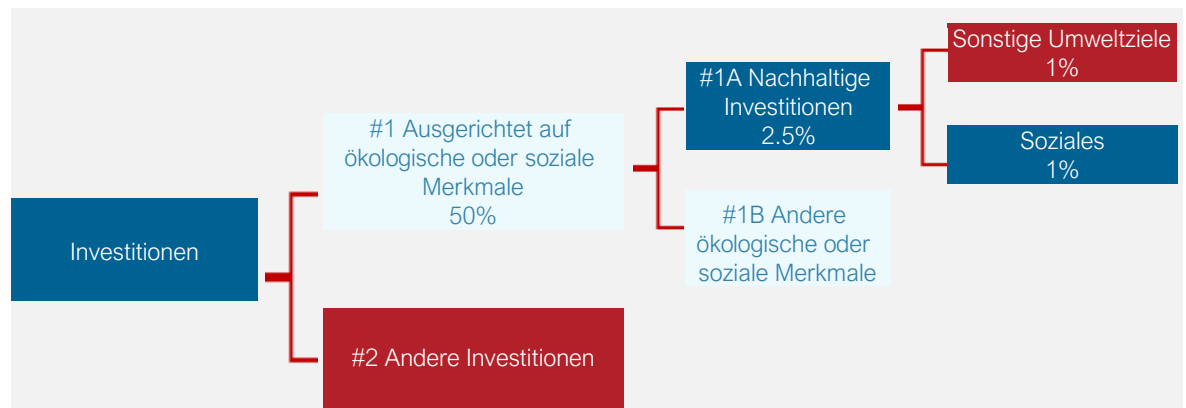 Investitionen
#1 Ausgerichtet auf
ökologische oder soziale
Merkmale
50%
#2 Andere Investitionen
#1A Nachhaltige
Investitionen
2.5%
#1B Andere
ökologische oder
soziale Merkmale
Sonstige Umweltziele
1%
Soziales
1%